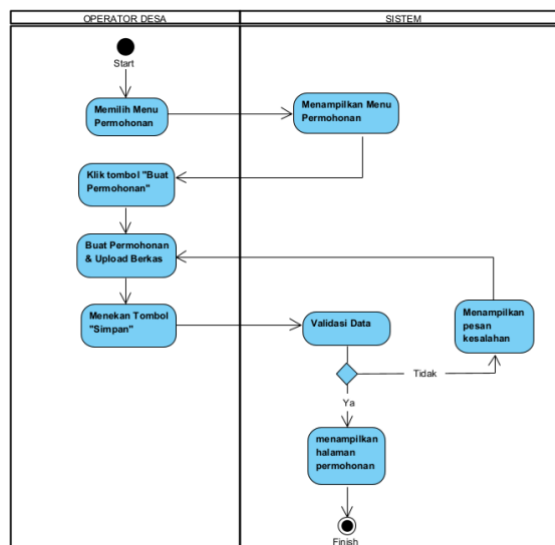 OPERATOR DESA
SISTEM
Start
Memilih Menu
Permohonan
Menampilkan Menu
Permohonan
Klik tombol "Buat
Permohonan"
Buat Permohonan
& Upload Berkas
Menekan Tombol
"Simpan"
Validasi Data
Menampilkan
pesan
kesalahan
Tidak
Ya
menampilkan
halaman
permohonan
Finish